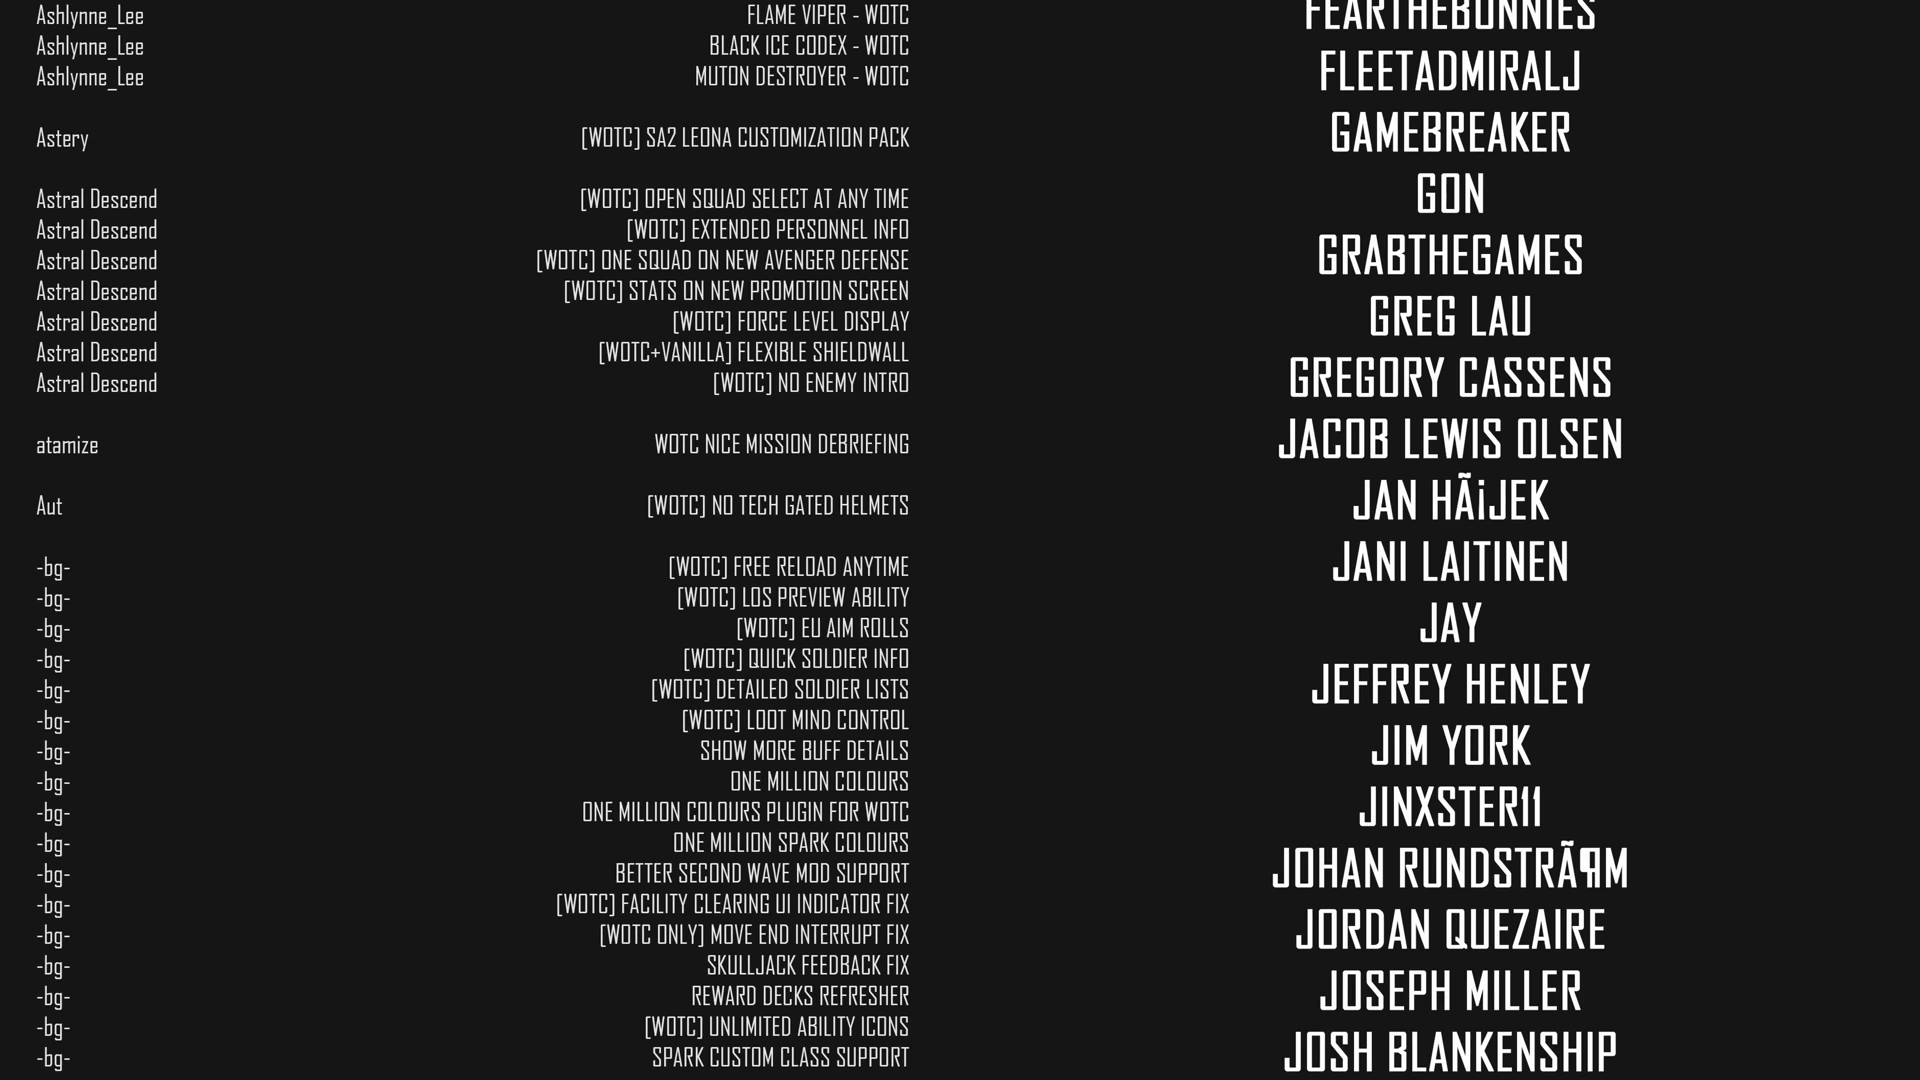 Ashlynne_Lee FLAME VIPER - WOTC
Ashlynne_Lee BLACK ICE CODEX - WOTC
Ashlynne_Lee MUTON DESTROYER - WOTC
Astery [WOTC] SA2 LEONA CUSTOMIZATION PACK
Astral Descend [WOTC] OPEN SQUAD SELECT AT ANY TIME
Astral Descend [WOTC] EXTENDED PERSONNEL INFO
Astral Descend [WOTC] ONE SQUAD ON NEW AVENGER DEFENSE
Astral Descend [WOTC] STATS ON NEW PROMOTION SCREEN
Astral Descend [WOTC] FORCE LEVEL DISPLAY
Astral Descend [WOTC+VANILLA] FLEXIBLE SHIELDWALL
Astral Descend [WOTC] NO ENEMY INTRO
atamize WOTC NICE MISSION DEBRIEFING
Aut [WOTC] NO TECH GATED HELMETS
-bg- [WOTC] FREE RELOAD ANYTIME
-bg- [WOTC] LOS PREVIEW ABILITY
-bg- [WOTC] EU AIM ROLLS
-bg- [WOTC] QUICK SOLDIER INFO
-bg- [WOTC] DETAILED SOLDIER LISTS
-bg- [WOTC] LOOT MIND CONTROL
-bg- SHOW MORE BUFF DETAILS
-bg- ONE MILLION COLOURS
-bg- ONE MILLION COLOURS PLUGIN FOR WOTC
-bg- ONE MILLION SPARK COLOURS
-bg- BETTER SECOND WAVE MOD SUPPORT
-bg- [WOTC] FACILITY CLEARING UI INDICATOR FIX
-bg- [WOTC ONLY] MOVE END INTERRUPT FIX
-bg- SKULLJACK FEEDBACK FIX
-bg- REWARD DECKS REFRESHER
-bg- [WOTC] UNLIMITED ABILITY ICONS
-bg- SPARK CUSTOM CLASS SUPPORT
FEARTHEBUNNIES
FLEETADMIRALJ
GAMEBREAKER
GON
GRABTHEGAMES
GREG LAU
GREGORY CASSENS
JACOB LEWIS OLSEN
JAN HÃ¡JEK
JANI LAITINEN
JAY
JEFFREY HENLEY
JIM YORK
JINXSTER11
JOHAN RUNDSTRÃ¶M
JORDAN QUEZAIRE
JOSEPH MILLER
JOSH BLANKENSHIP